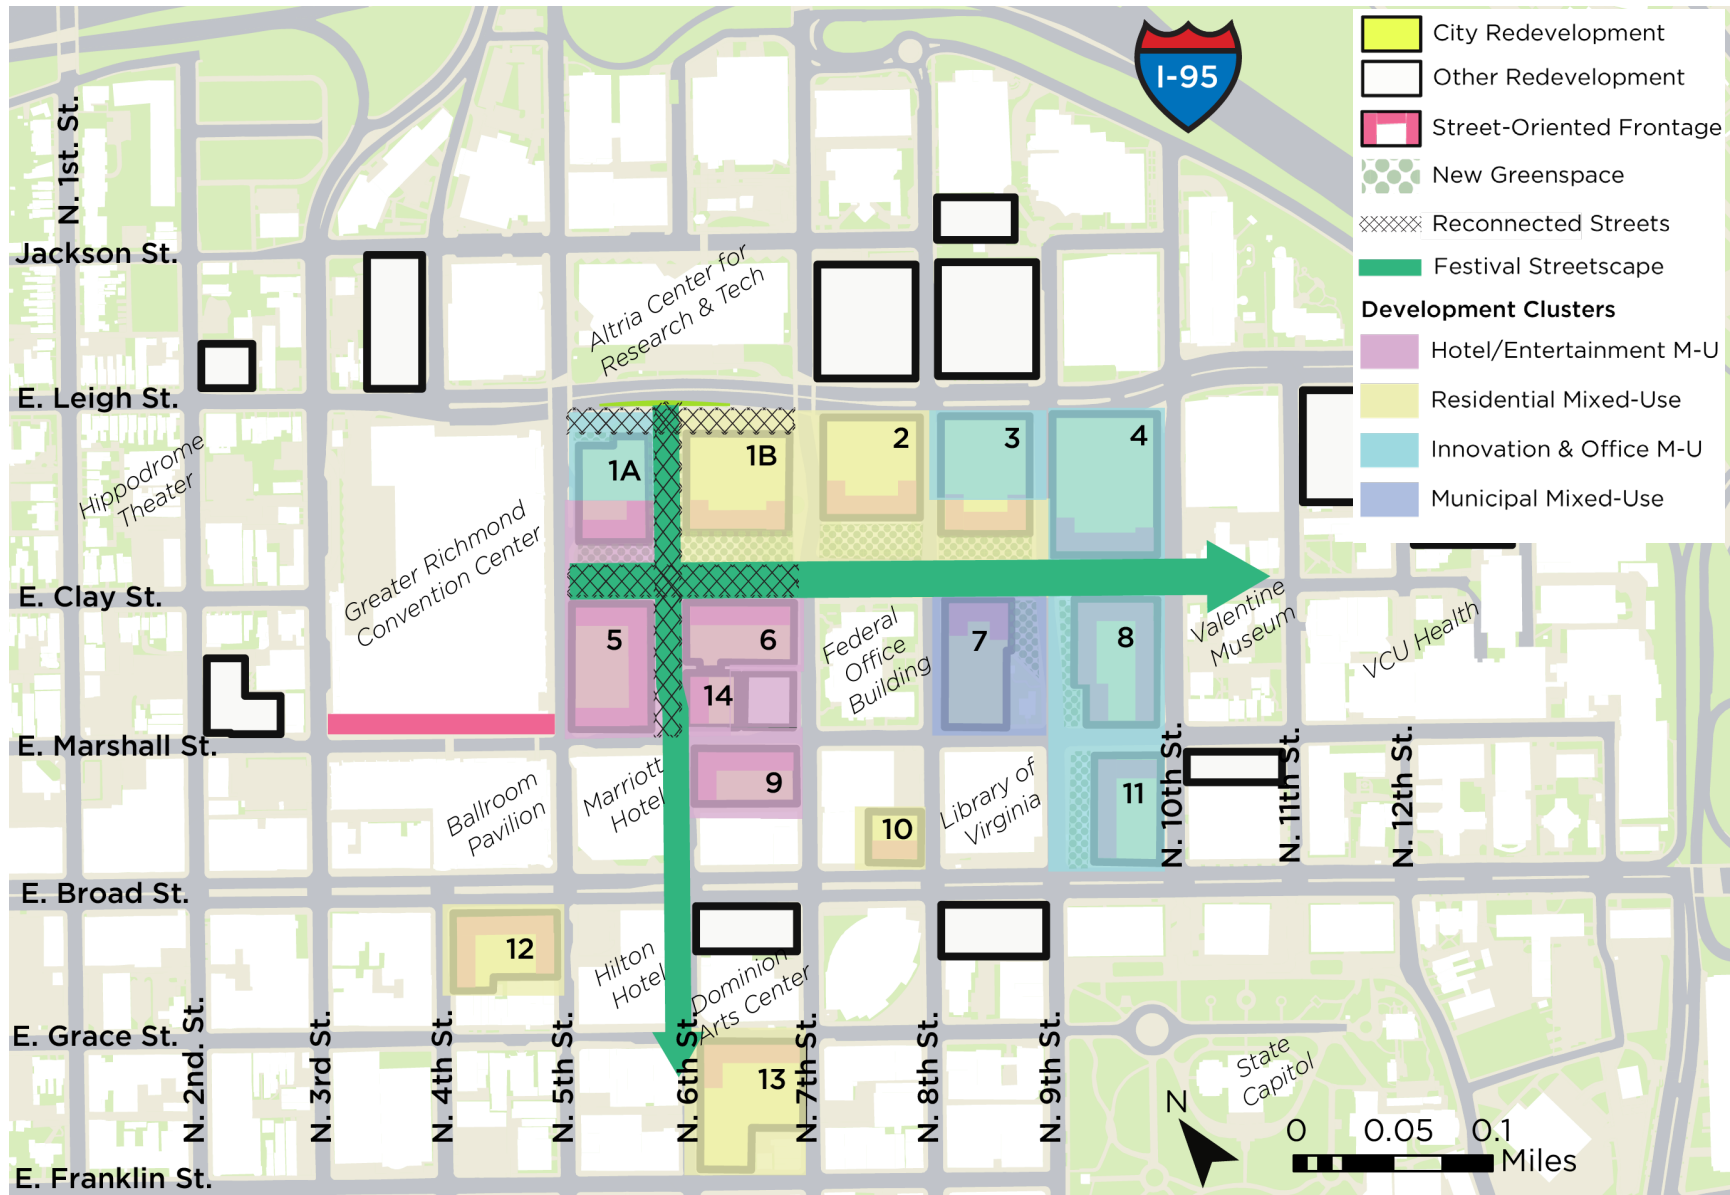 I-95
City Redevelopment
Other Redevelopment
Street-Oriented Frontage
New Greenspace
Reconnected Streets
Festival Streetscape
Development Clusters
Hotel/Entertainment M-U
Residential Mixed-Use
Innovation & Office M-U
Municipal Mixed-Use
N. 1st. St.
Jackson St.
Altria Center for
Research & Tech
E. Leigh St.
Hippodrome
Theater
Greater Richmond
Convention Center
1A
1B
2
3
4
E. Clay St.
5
6
14
Federal
Office
Building
7
8
Valentine
Museum
VCU Health
E. Marshall St.
Ballroom
Pavilion
Marriott
Hotel
9
10
Library of
Virginia
11
N. 10th St.
N. 11th St.
N. 12th St.
E. Broad St.
12
Hilton
Hotel
Dominion
Arts Center
E. Grace St.
N. 2nd. St.
N. 3rd St.
N. 4th St.
N. 5th St.
N. 6th St.
13
N. 7th St.
N. 8th St.
N. 9th St.
State
Capitol
N
0 0.05 0.1
Miles
E. Franklin St.